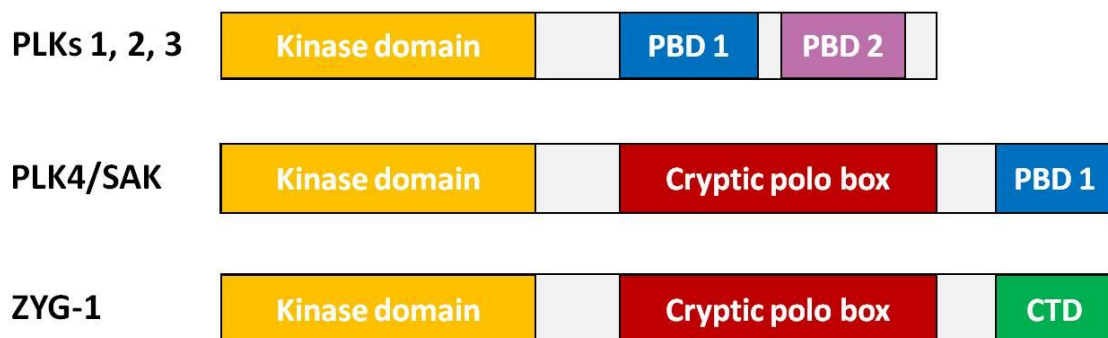 PLKs 1, 2, 3 Kinase domain PBD 1 PBD 2
PLK4/SAK Kinase domain Cryptic polo box PBD 1
ZYG-1 Kinase domain Cryptic polo box CTD